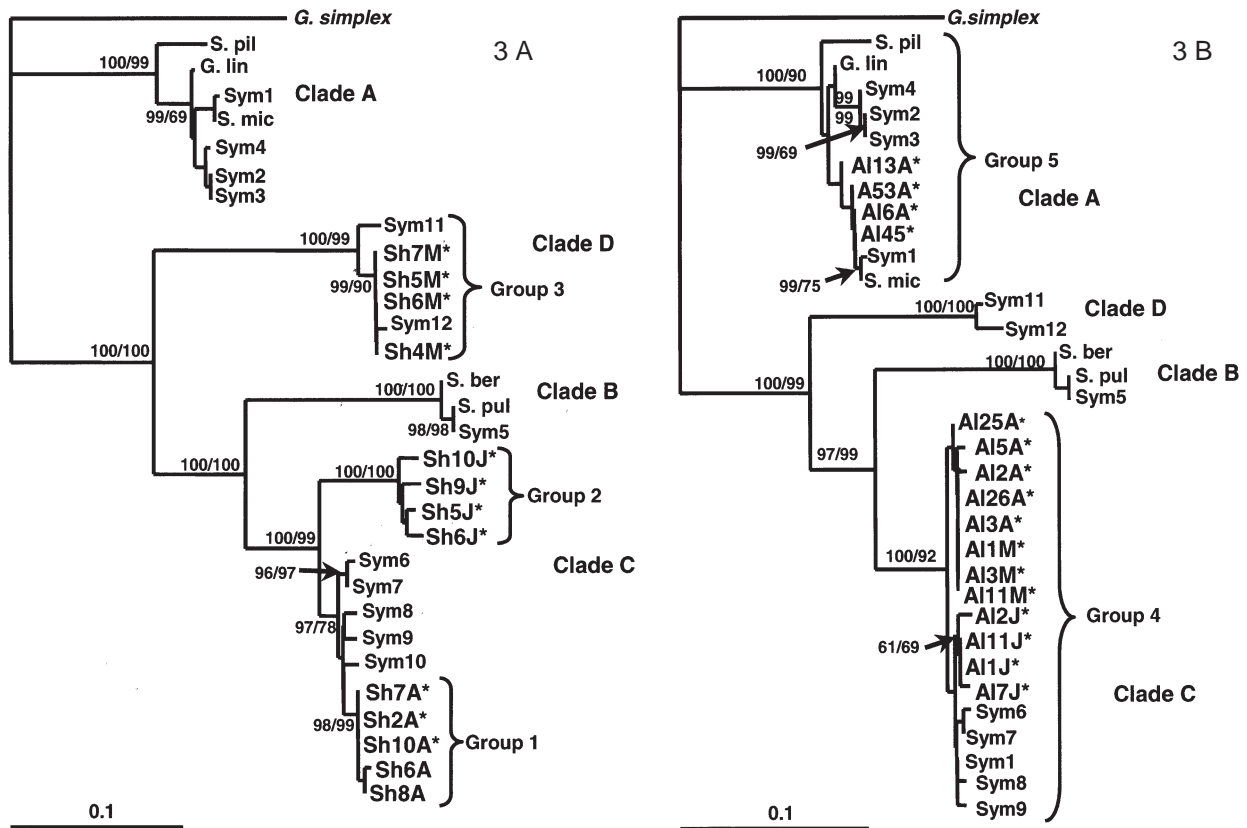 G. simplex
S. pil
3 A
100/99
G. lin
Sym1
Clade A
S. mic
99/69
Sym4
Sym2
Sym3
Sym11
100/99
Clade D
Sh7M*
Sh5M*
99/90
Group 3
Sh6M*
Sym12
100/100
Sh4M*
S. ber
100/100
Clade B
S. pul
98/98
Sym5
Sh10J*
100/100
Sh9J*
Group 2
Sh5J*
Sh6J*
100/100
100/99
Sym6
Clade C
96/97
Sym7
Sym8
97/78
Sym9
Sym10
Sh7A*
Sh2A*
98/99
Sh10A*
Group 1
Sh6A
Sh8A
0.1
G.simplex
S. pil
3 B
G. lin
100/90
Sym4
99
99
Sym2
Sym3
99/69
Group 5
Al13A*
A53A*
Clade A
Al6A*
Al45*
Sym1
S. mic
99/75
Sym11
100/100
Clade D
Sym12
S. ber
100/100
Clade B
S. pul
Sym5
100/99
Al25A*
Al5A*
97/99
Al2A*
Al26A*
Al3A*
Al1M*
100/92
Al3M*
Al11M*
Al2J*
Group 4
Al11J*
61/69
Al1J*
Al7J*
Clade C
Sym6
Sym7
Sym1
Sym8
Sym9
0.1